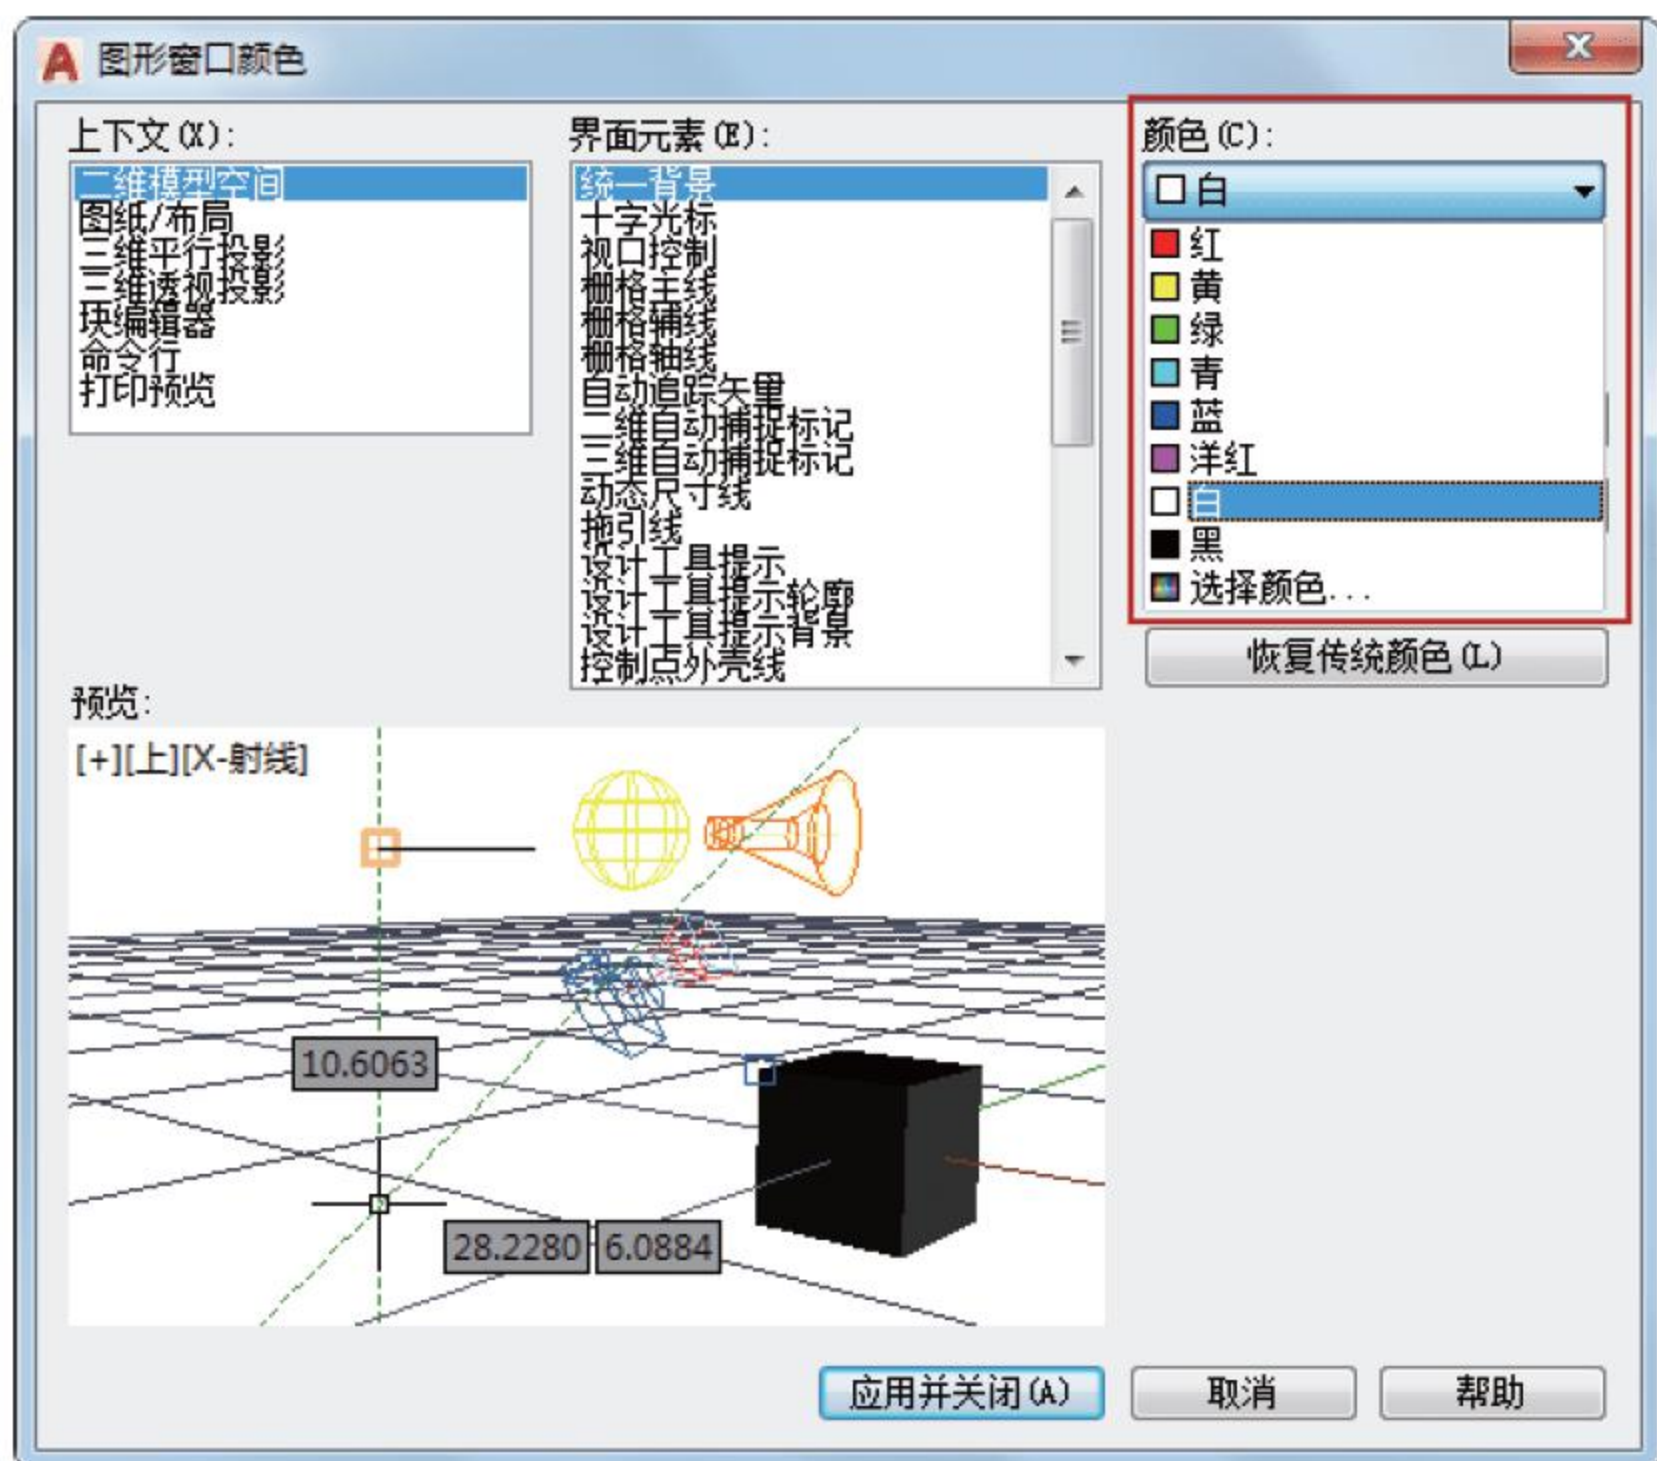 图形窗口颜色
上下文(X):
二维模型空间
图纸/布局
三维平行投影
三维透视投影
块编辑器
命令行
打印预览
界面元素(E):
统一背景
十字光标
视口控制
栅格主线
栅格辅线
栅格轴线
自动追踪矢量
二维自动捕捉标记
三维自动捕捉标记
动态尺寸线
拖引线
设计工具提示
设计工具提示轮廓
设计工具提示背景
控制点外壳线
颜色(C):
白
红
黄
绿
青
蓝
洋红
白
黑
选择颜色...
恢复传统颜色(L)
预览:
[+][上][X-射线]
10.6063
28.2280 6.0884
应用并关闭(A) 取消 帮助